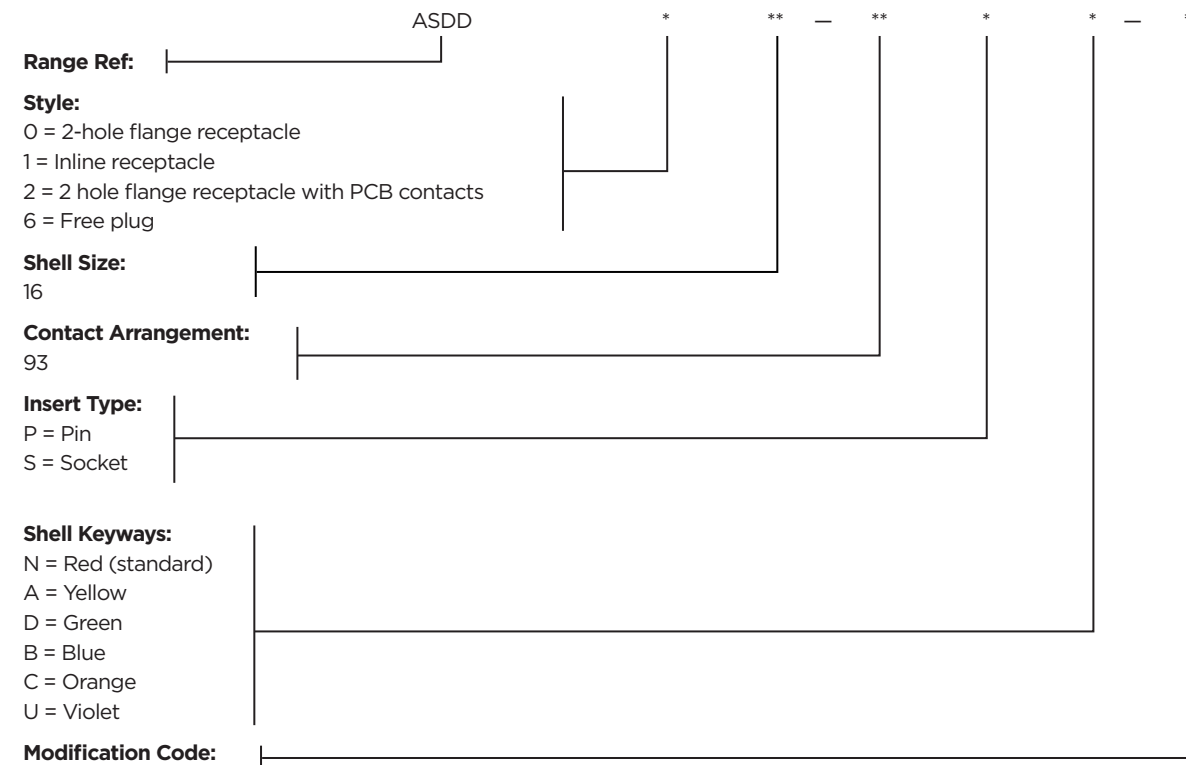 ASDD * ** — ** * * — *
Range Ref:
Style:
0 = 2-hole flange receptacle
1 = Inline receptacle
2 = 2 hole flange receptacle with PCB contacts
6 = Free plug
Shell Size:
16
Contact Arrangement:
93
Insert Type:
P = Pin
S = Socket
Shell Keyways:
N = Red (standard)
A = Yellow
D = Green
B = Blue
C = Orange
U = Violet
Modification Code: